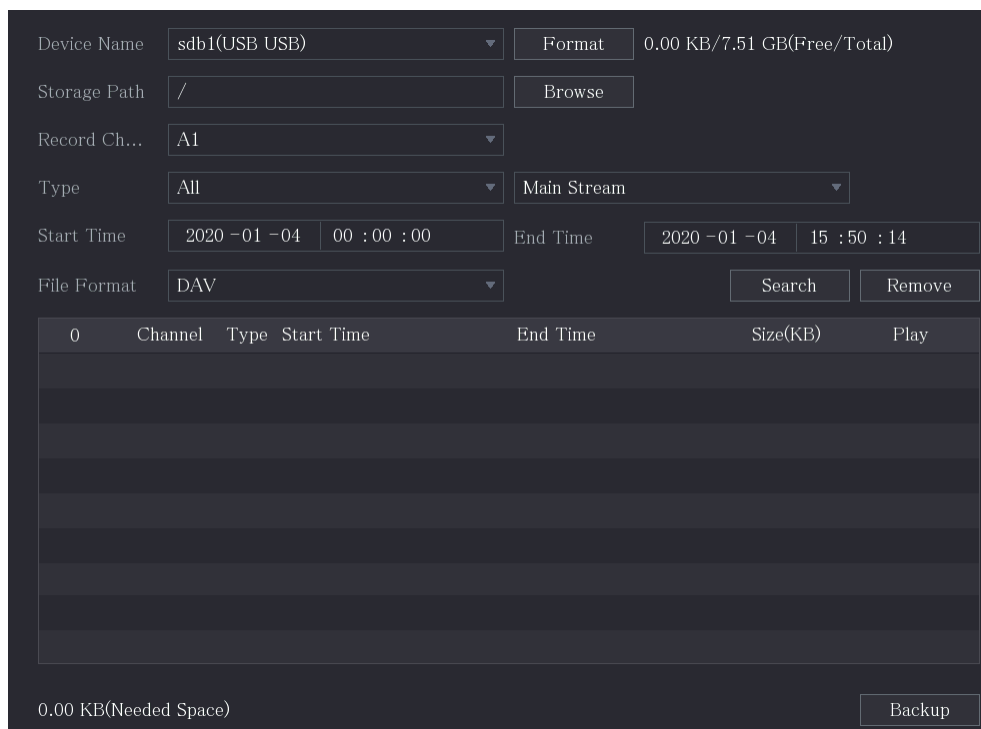 Device Name sdb1(USB USB) Format 0.00 KB/7.51 GB(Free/Total)
Storage Path / Browse
Record Ch... A1
Type All Main Stream
Start Time 2020 -01 -04 00 :00 :00 End Time 2020 -01 -04 15 :50 :14
File Format DAV Search Remove
0 Channel Type Start Time End Time Size(KB) Play
0.00 KB(Needed Space) Backup